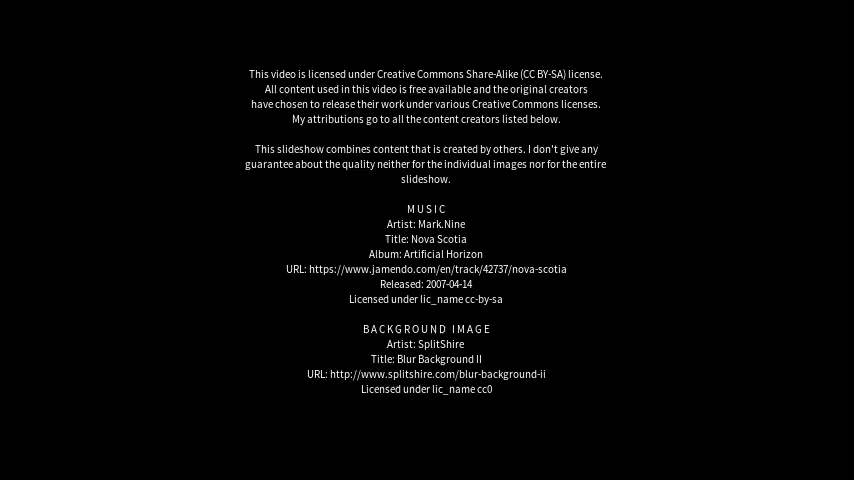 This video is licensed under Creative Commons Share-Alike (CC BY-SA) license.
All content used in this video is free available and the original creators
have chosen to release their work under various Creative Commons licenses.
My attributions go to all the content creators listed below.
This slideshow combines content that is created by others. I don't give any
guarantee about the quality neither for the individual images nor for the entire
slideshow.
MUSIC
Artist: Mark.Nine
Title: Nova Scotia
Album: Artificial Horizon
URL: https://www.jamendo.com/en/track/42737/nova-scotia
Released: 2007-04-14
Licensed under lic_name cc-by-sa
BACKGROUND IMAGE
Artist: SplitShire
Title: Blur Background II
URL: http://www.splitshire.com/blur-background-ii
Licensed under lic_name cc0